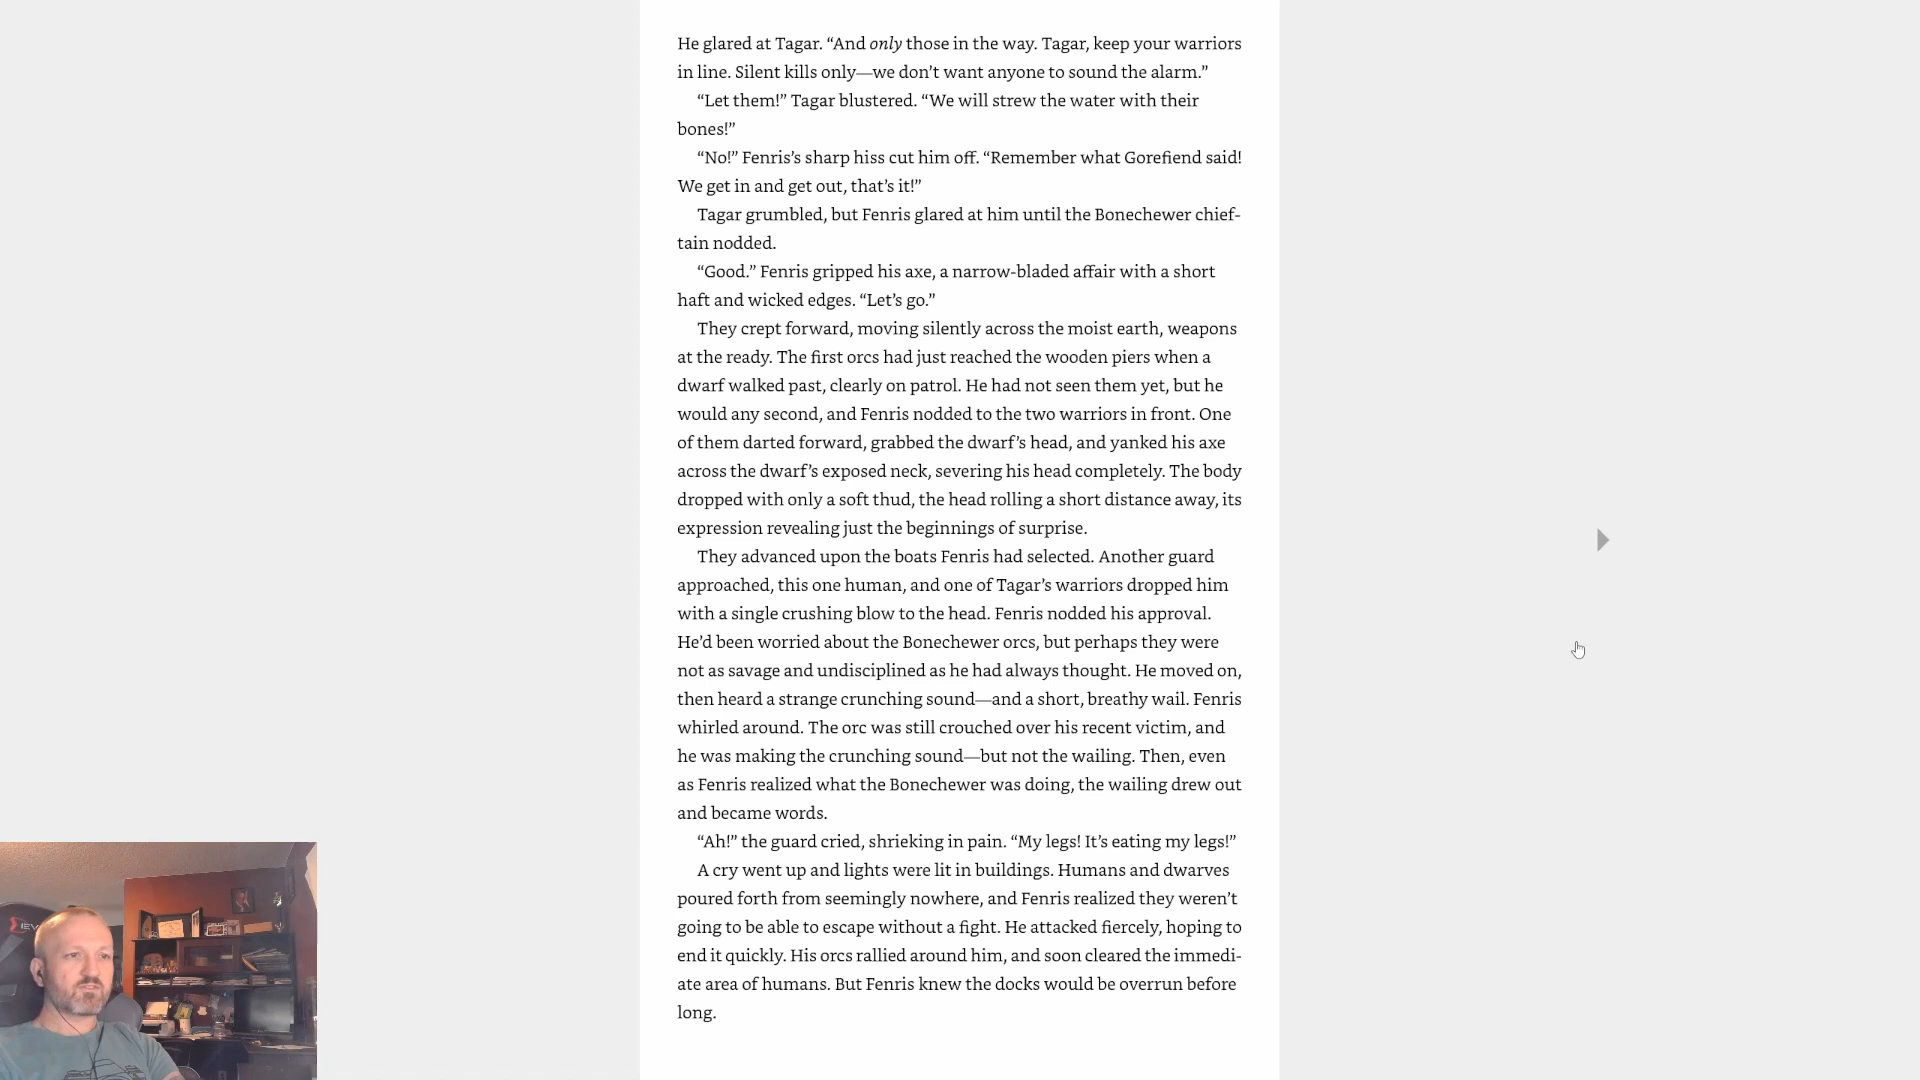 He glared at Tagar. “And only those in the way. Tagar, keep your warriors
in line. Silent kills only—we don’t want anyone to sound the alarm.”
“Let them!” Tagar blustered. “We will strew the water with their
bones!”
“No!” Fenris’s sharp hiss cut him off. “Remember what Gorefiend said!
We get in and get out, that’s it!”
Tagar grumbled, but Fenris glared at him until the Bonechewer chief-
tain nodded.
“Good.” Fenris gripped his axe, a narrow-bladed affair with a short
haft and wicked edges. “Let’s go.”
They crept forward, moving silently across the moist earth, weapons
at the ready. The first orcs had just reached the wooden piers when a
dwarf walked past, clearly on patrol. He had not seen them yet, but he
would any second, and Fenris nodded to the two warriors in front. One
of them darted forward, grabbed the dwarf’s head, and yanked his axe
across the dwarf’s exposed neck, severing his head completely. The body
dropped with only a soft thud, the head rolling a short distance away, its
expression revealing just the beginnings of surprise.
They advanced upon the boats Fenris had selected. Another guard
approached, this one human, and one of Tagar’s warriors dropped him
with a single crushing blow to the head. Fenris nodded his approval.
He’d been worried about the Bonechewer orcs, but perhaps they were
not as savage and undisciplined as he had always thought. He moved on,
then heard a strange crunching sound—and a short, breathy wail. Fenris
whirled around. The orc was still crouched over his recent victim, and
he was making the crunching sound—but not the wailing. Then, even
as Fenris realized what the Bonechewer was doing, the wailing drew out
and became words.
“Ah!” the guard cried, shrieking in pain. “My legs! It’s eating my legs!”
A cry went up and lights were lit in buildings. Humans and dwarves
poured forth from seemingly nowhere, and Fenris realized they weren’t
going to be able to escape without a fight. He attacked fiercely, hoping to
end it quickly. His orcs rallied around him, and soon cleared the immedi-
ate area of humans. But Fenris knew the docks would be overrun before
long.